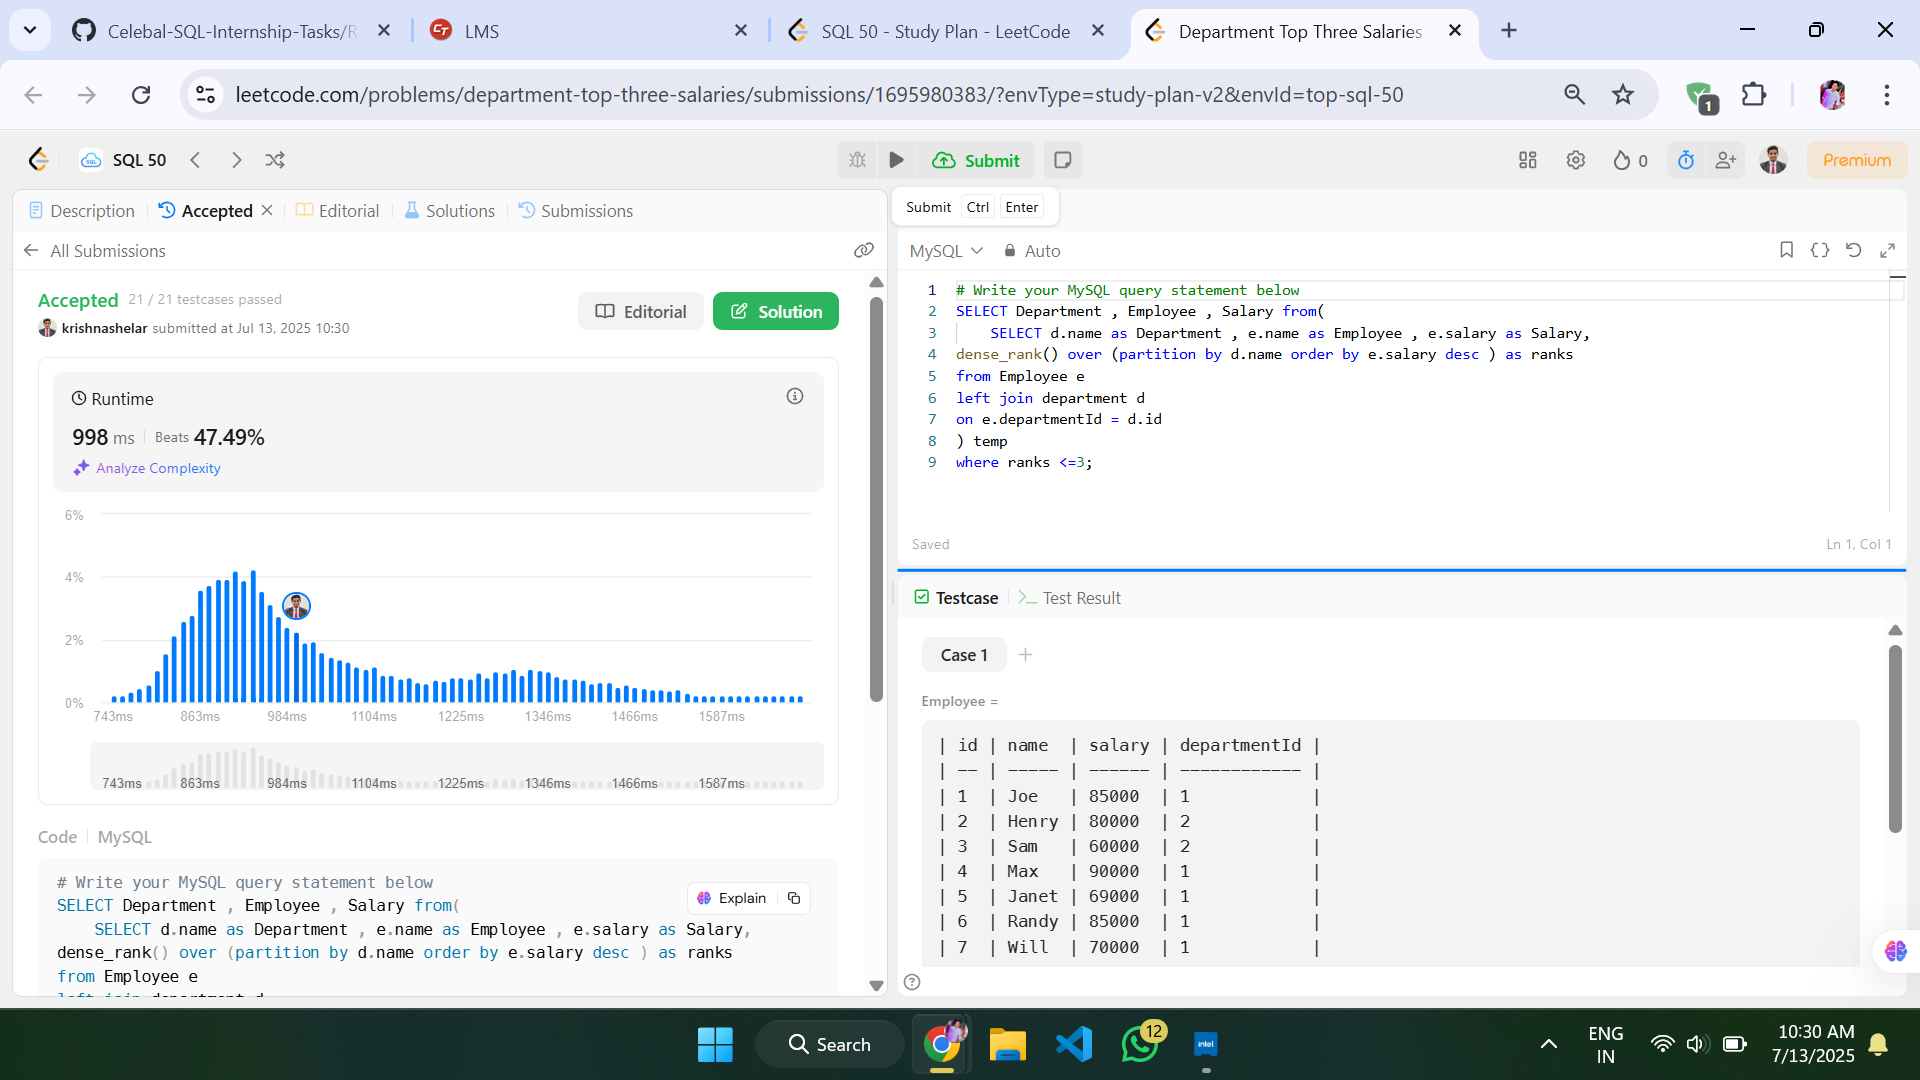 Celebal-SQL-Internship-Tasks/R
LMS
SQL 50 - Study Plan - LeetCode
Department Top Three Salaries
leetcode.com/problems/department-top-three-salaries/submissions/1695980383/?envType=study-plan-v2&envId=top-sql-50
1
SQL 50
Submit
0
Premium
Description
Accepted
Editorial
Solutions
Submissions
Submit Ctrl Enter
All Submissions
MySQL
Auto
Accepted 21 / 21 testcases passed
krishnashelar submitted at Jul 13, 2025 10:30
Editorial
Solution
Runtime
998 ms Beats 47.49%
Analyze Complexity
6%
4%
2%
0%
743ms 863ms 984ms 1104ms 1225ms 1346ms 1466ms 1587ms
743ms 863ms 984ms 1104ms 1225ms 1346ms 1466ms 1587ms
Code MySQL
# Write your MySQL query statement below
SELECT Department , Employee , Salary from(
SELECT d.name as Department , e.name as Employee , e.salary as Salary,
dense_rank() over (partition by d.name order by e.salary desc ) as ranks
from Employee e
left join department d
Explain
1 # Write your MySQL query statement below
2 SELECT Department , Employee , Salary from(
3 SELECT d.name as Department , e.name as Employee , e.salary as Salary,
4 dense_rank() over (partition by d.name order by e.salary desc ) as ranks
5 from Employee e
6 left join department d
7 on e.departmentId = d.id
8 ) temp
9 where ranks <=3;
Saved
Ln 1, Col 1
Testcase
Test Result
Case 1
Employee =
| id | name | salary | departmentId |
| -- | ----- | ------ | ------------ |
| 1 | Joe | 85000 | 1 |
| 2 | Henry | 80000 | 2 |
| 3 | Sam | 60000 | 2 |
| 4 | Max | 90000 | 1 |
| 5 | Janet | 69000 | 1 |
| 6 | Randy | 85000 | 1 |
| 7 | Will | 70000 | 1 |
Search
12
intel
ENG
IN
10:30 AM
7/13/2025